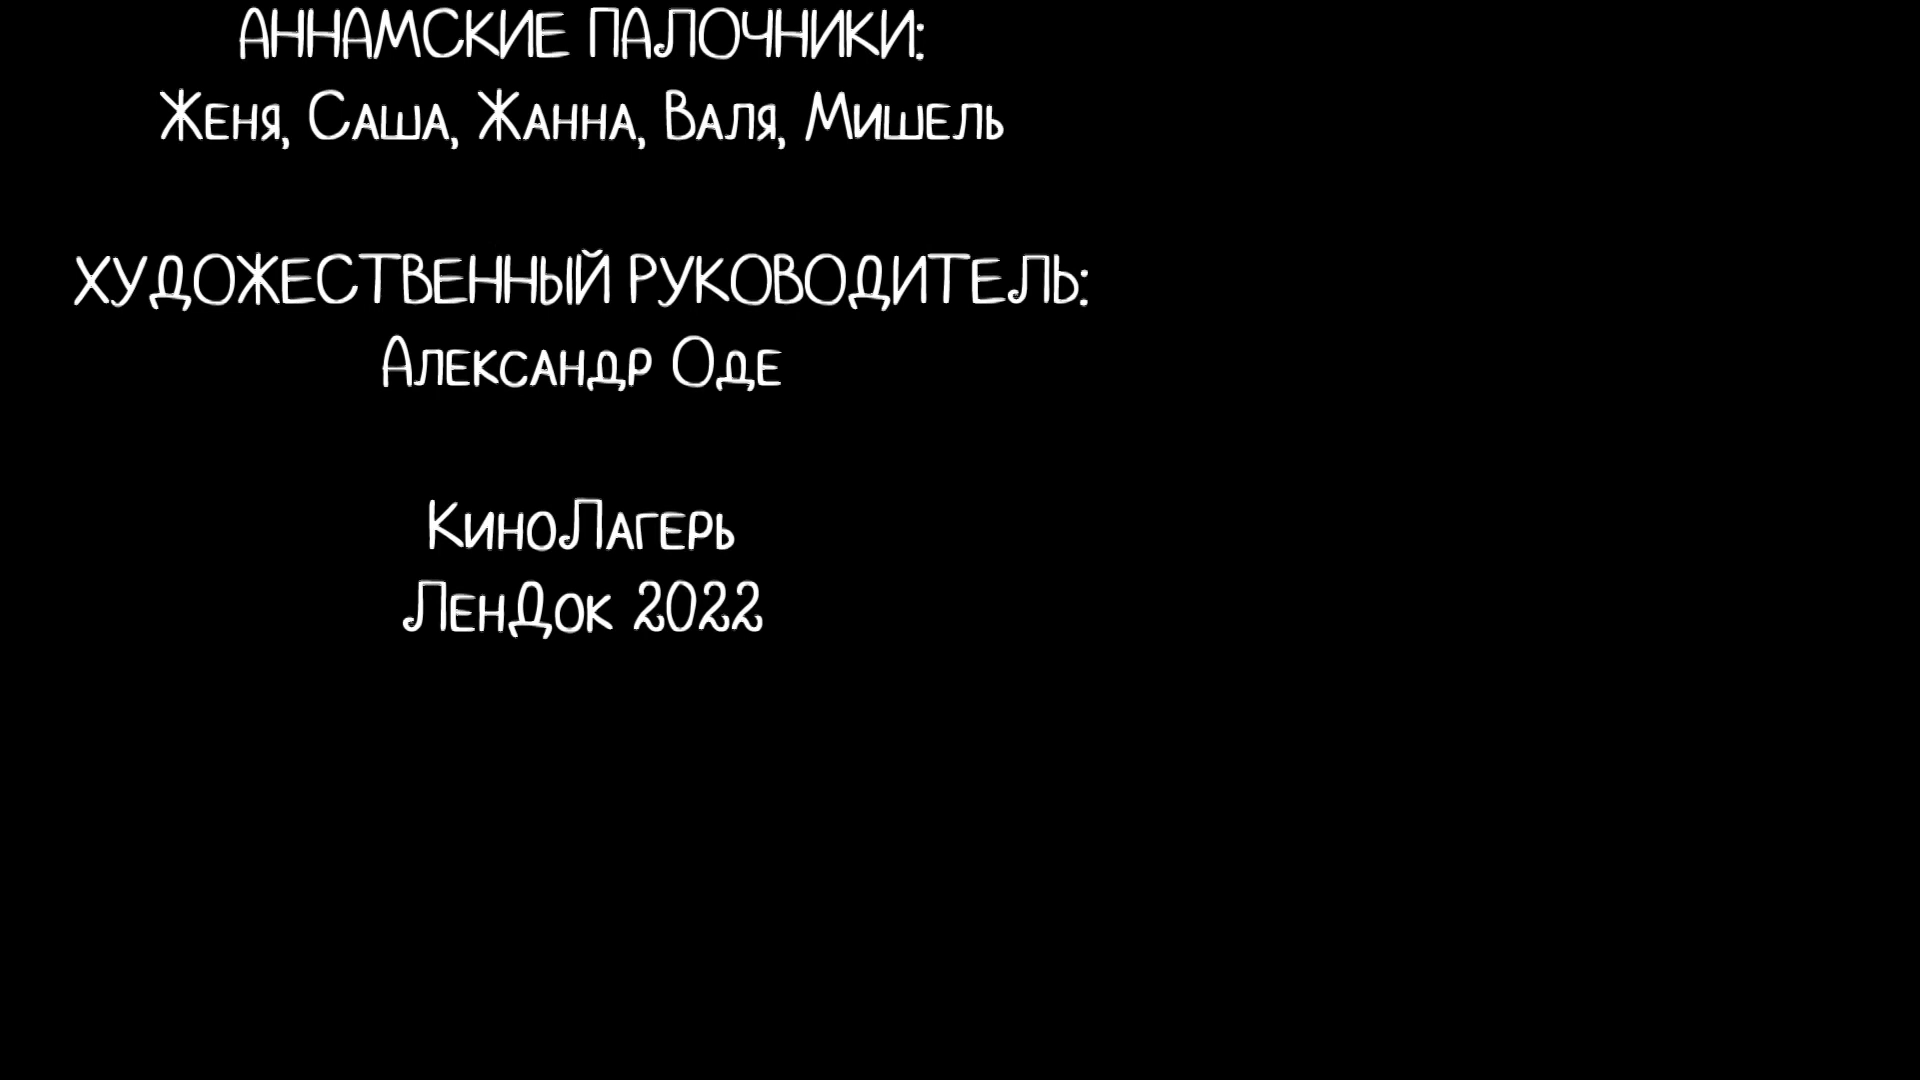 АННАМСКИЕ ПАЛОЧНИКИ:
Женя, Саша, Жанна, Валя, Мишель
ХУДОЖЕСТВЕННЫЙ РУКОВОДИТЕЛЬ:
Александр Оде
КиноЛагерь
ЛенДок 2022